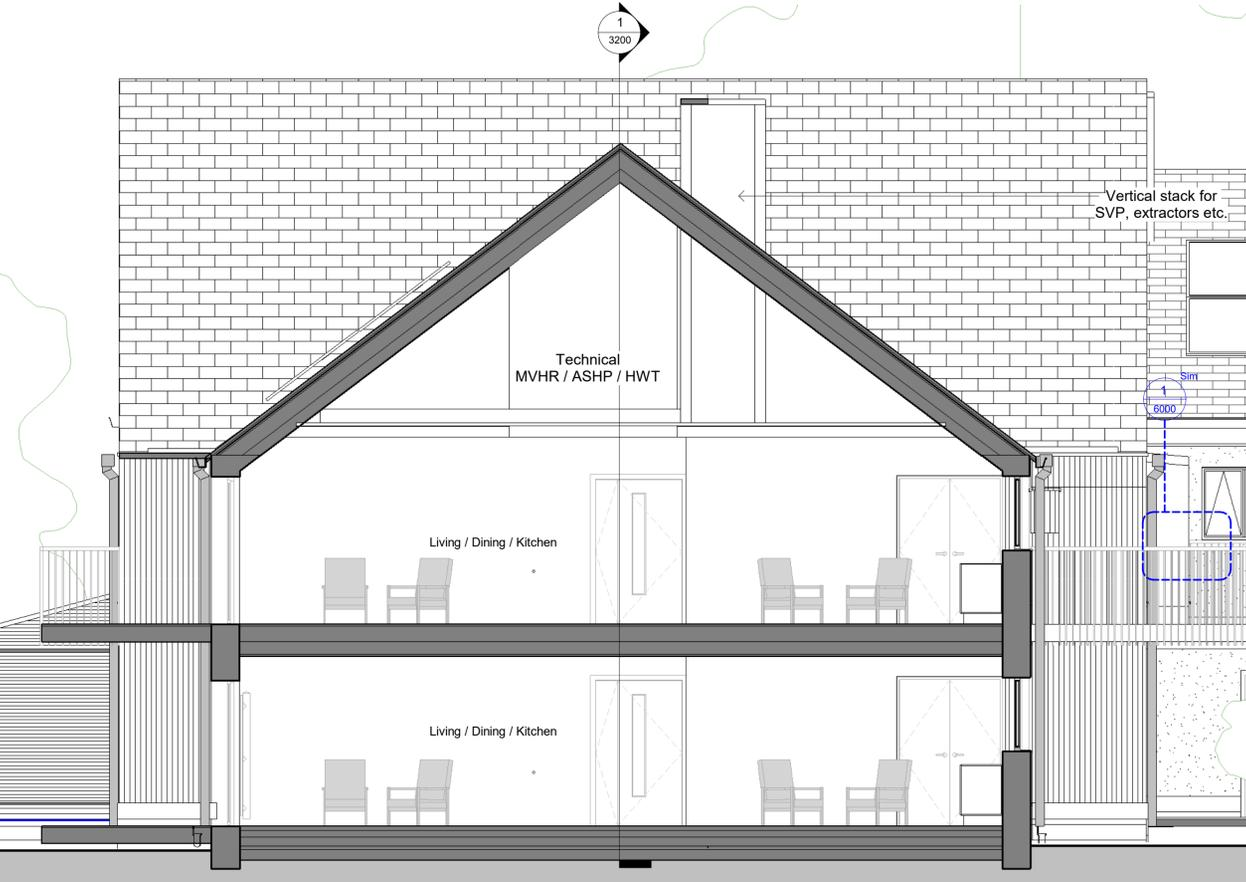 1
3200
Vertical stack for
SVP, extractors etc.
Technical
MVHR / ASHP / HWT
Sim
1
6000
Living / Dining / Kitchen
Living / Dining / Kitchen